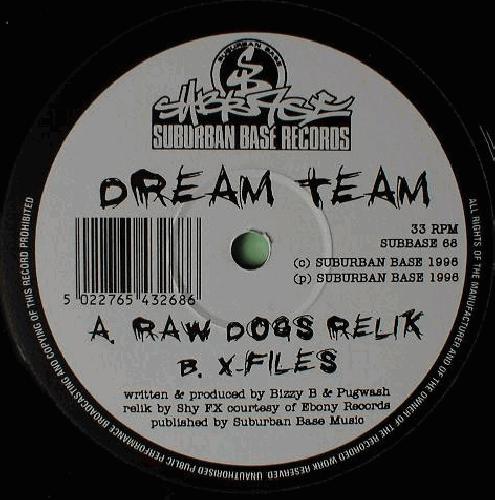 SUBURBAN BASE
SUBBASE
SUBURBAN BASE RECORDS
DREAM TEAM
33 RPM
SUBBASE 68
(c) SUBURBAN BASE 1996
(p) SUBURBAN BASE 1996
5 022765 432686
A. RAW DOGS RELIK
B. X-FILES
written & produced by Bizzy B & Pugwash
relik by Shy FX courtesy of Ebony Records
published by Suburban Base Music
ALL RIGHTS OF THE MANUFACTURER AND OF THE OWNER OF THE RECORDED WORK RESERVED. UNAUTHORISED PUBLIC PERFORMANCE BROADCASTING AND COPYING OF THIS RECORD PROHIBITED